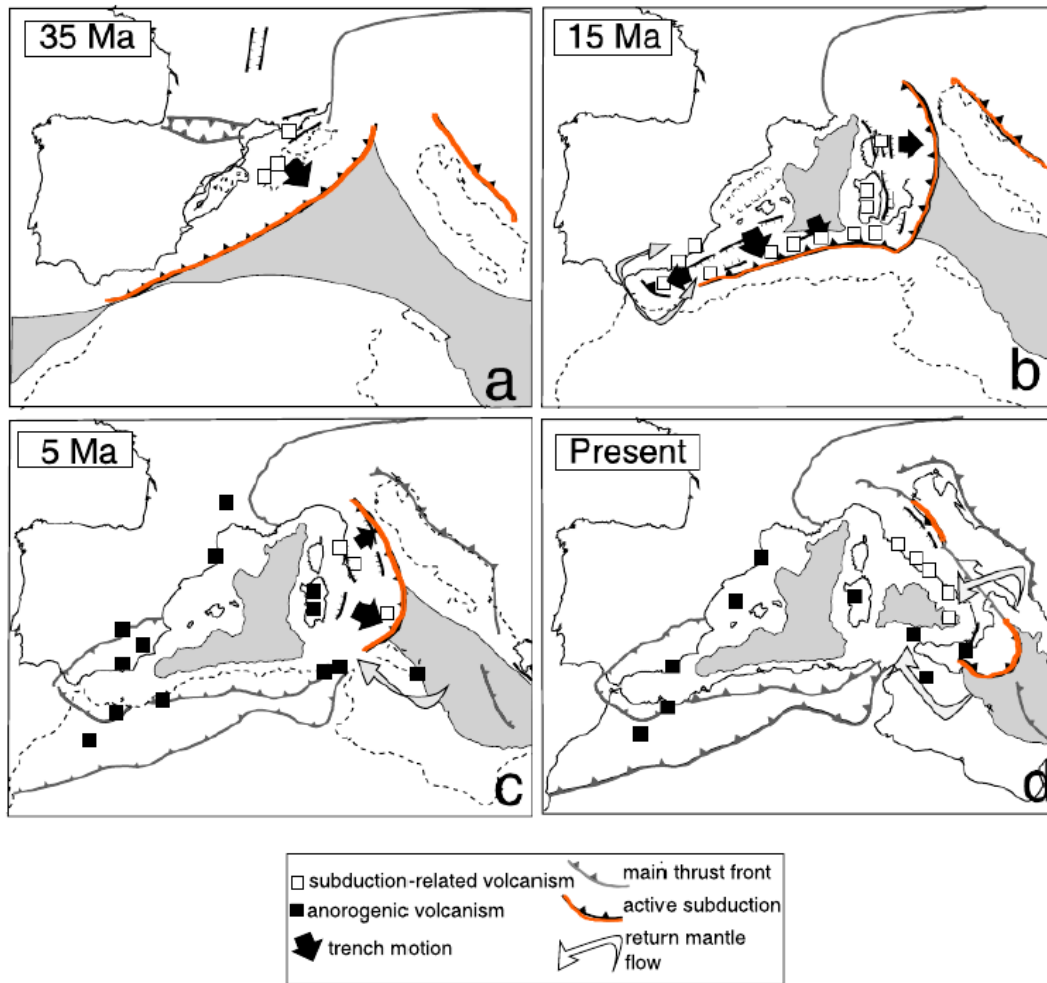 35 Ma
a
15 Ma
b
5 Ma
c
Present
d
subduction-related volcanism
anorogenic volcanism
trench motion
main thrust front
active subduction
return mantle
flow